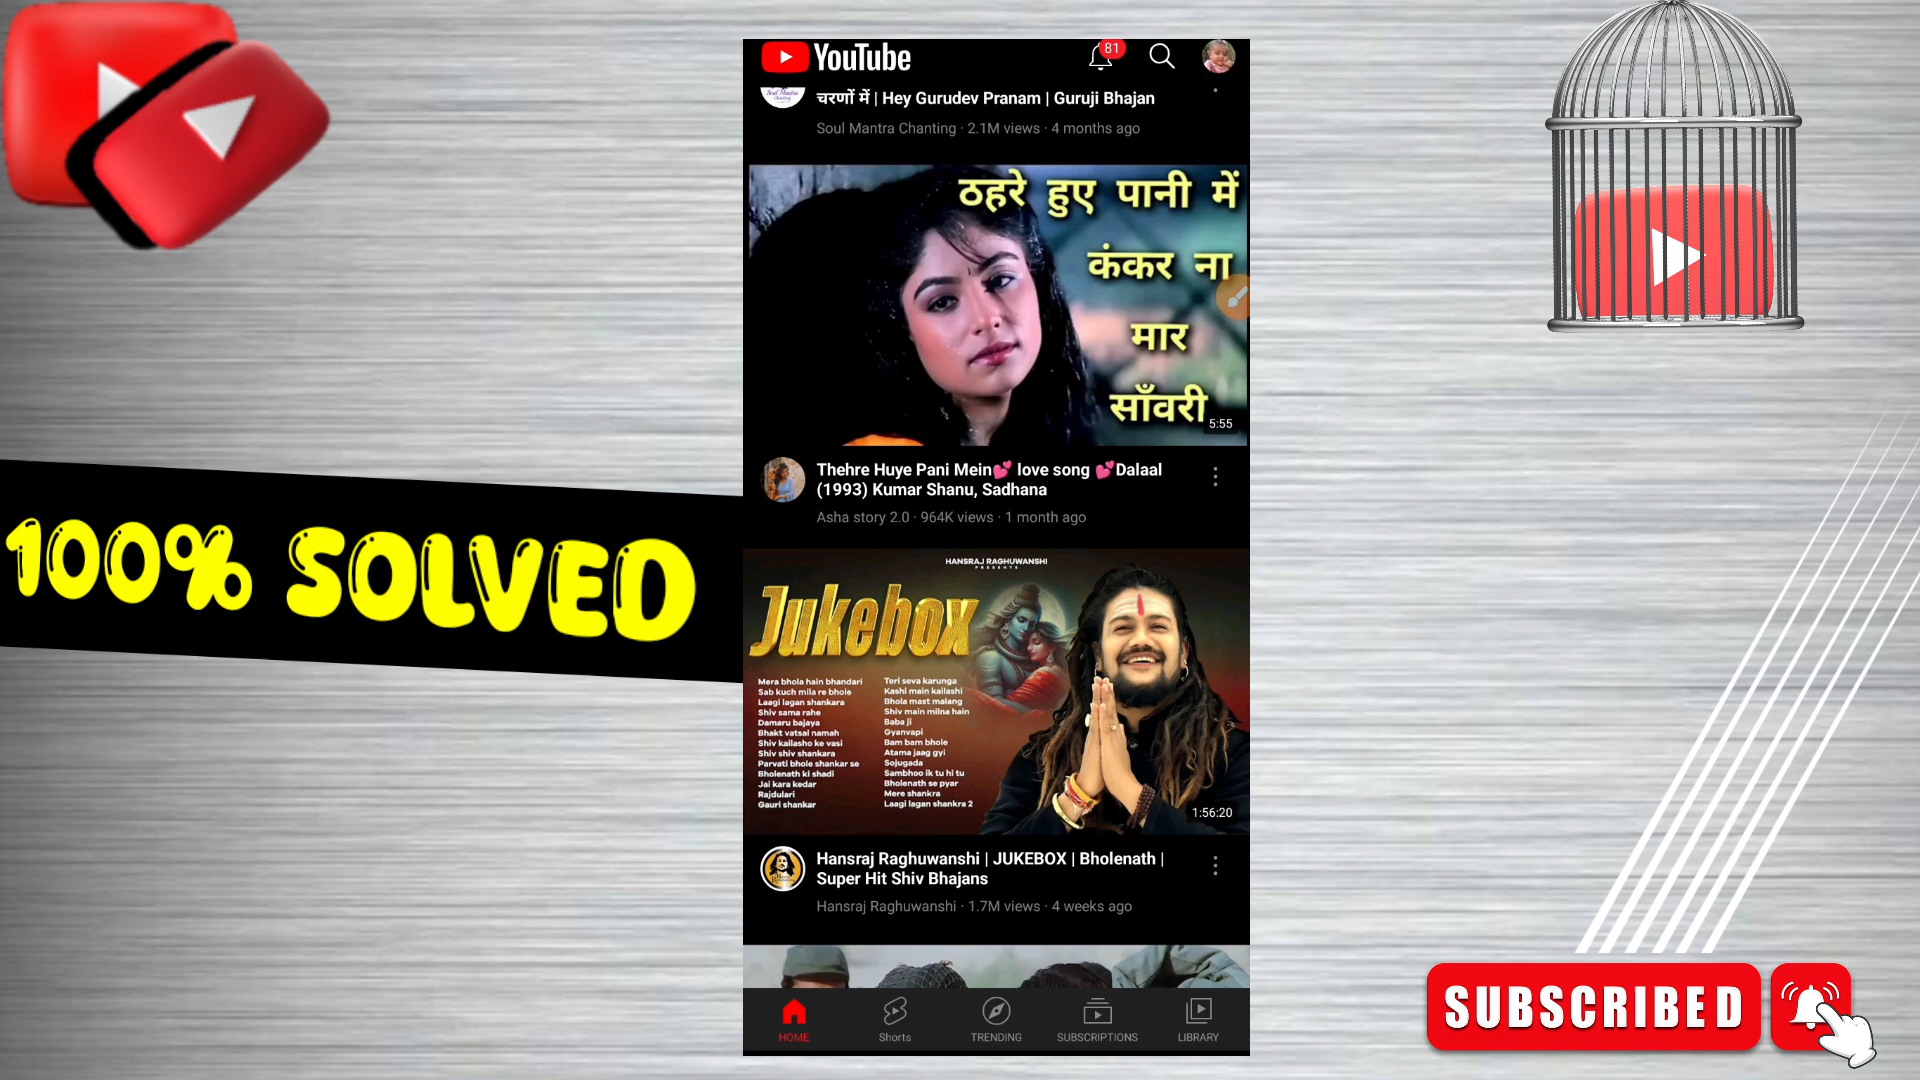 YouTube
81
चरणों में | Hey Gurudev Pranam | Guruji Bhajan
Soul Mantra Chanting · 2.1M views · 4 months ago
Soul Mantra
Chanting
ठहरे हुए पानी में
कंकर ना
मार
साँवरी
5:55
Thehre Huye Pani Mein💕 love song 💕Dalaal
(1993) Kumar Shanu, Sadhana
Asha story 2.0 · 964K views · 1 month ago
100% SOLVED
HANSRAJ RAGHUWANSHI
PRESENTS
Jukebox
Mera bhola hain bhandari
Sab kuch mila re bhole
Laagi lagan shankara
Shiv sama rahe
Damaru bajaya
Bhakt vatsal namah
Shiv kailasho ke vasi
Shiv shiv shankara
Parvati bhole shankar se
Bholenath ki shadi
Jai kara kedar
Rajdulari
Gauri shankar
Teri seva karunga
Kashi main kailashi
Bhola mast malang
Shiv main milna hain
Baba ji
Gyanvapi
Bam bam bhole
Atama jaag gyi
Sojugada
Sambhoo ik tu hi tu
Bholenath se pyar
Mere shankra
Laagi lagan shankra 2
1:56:20
Hansraj Raghuwanshi | JUKEBOX | Bholenath |
Super Hit Shiv Bhajans
Hansraj Raghuwanshi · 1.7M views · 4 weeks ago
HOME
Shorts
TRENDING
SUBSCRIPTIONS
LIBRARY
SUBSCRIBED